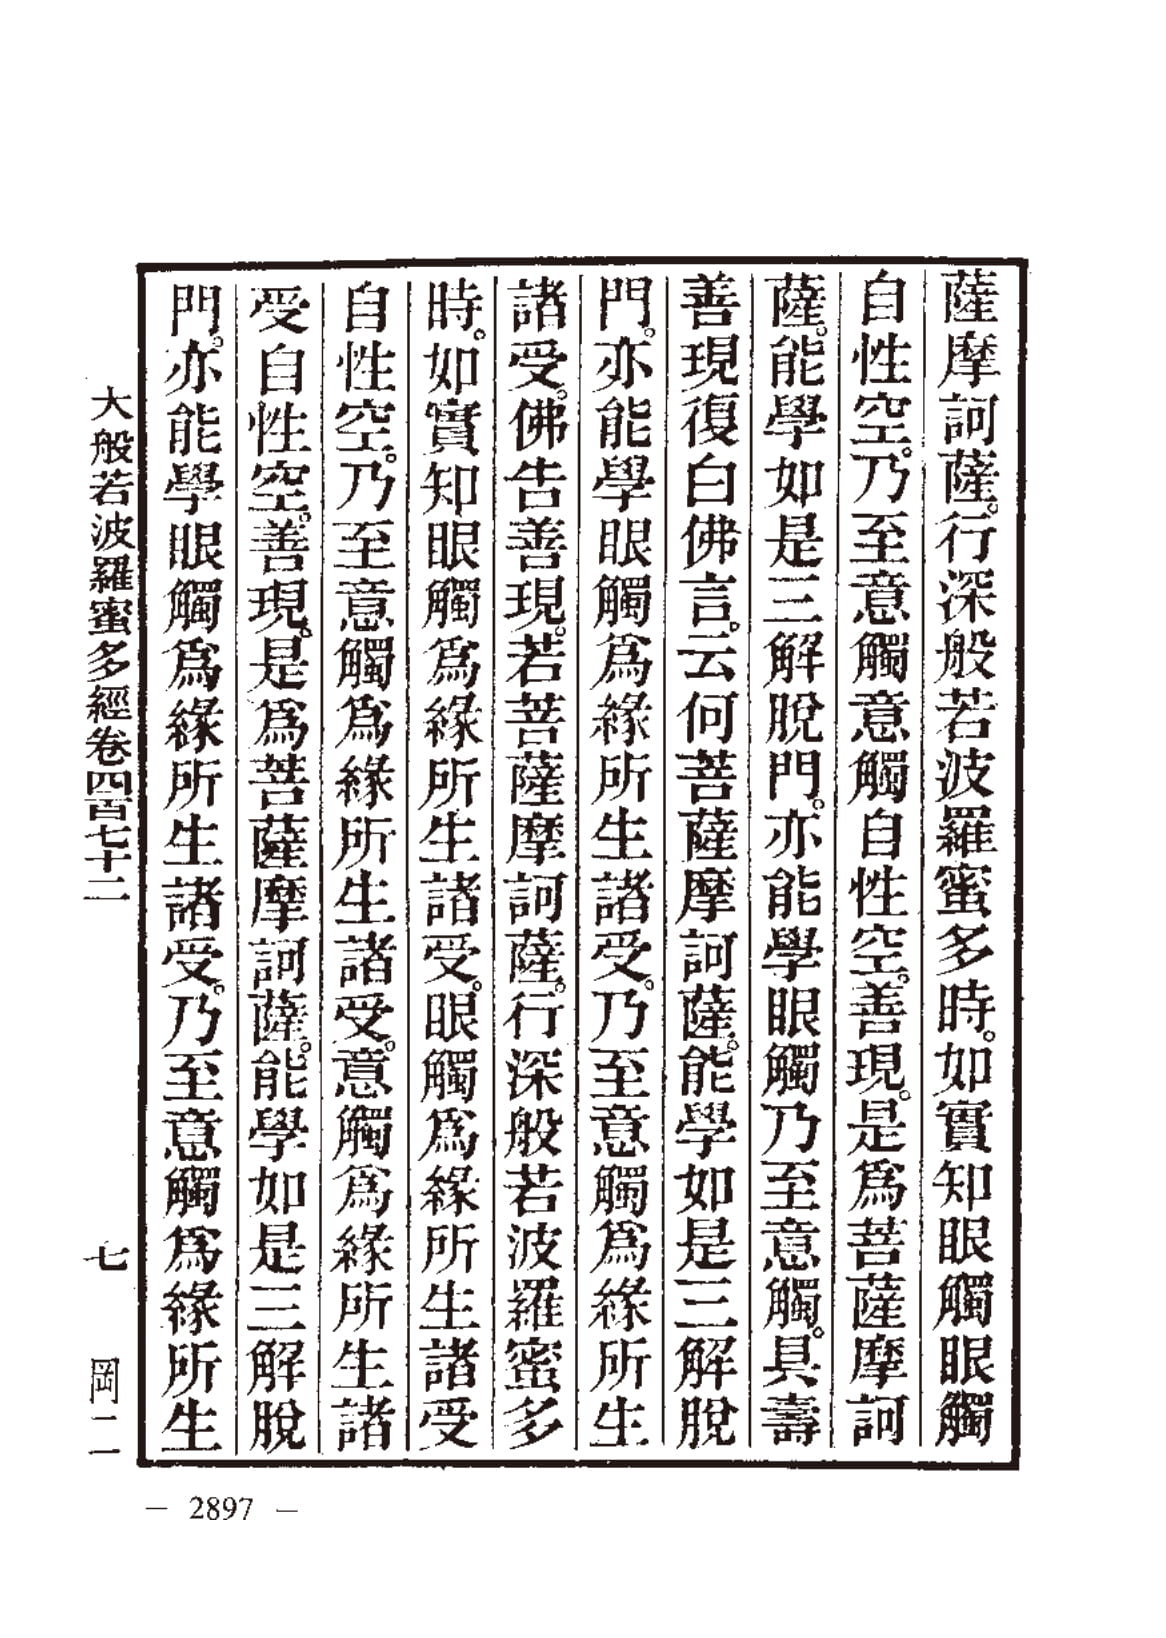 薩摩訶薩。行深般若波羅蜜多時。如實知眼觸眼觸
自性空。乃至意觸意觸自性空。善現。是爲菩薩摩訶
薩。能學如是三解脫門。亦能學眼觸乃至意觸。具壽
善現復白佛言。云何菩薩摩訶薩。能學如是三解脫
門。亦能學眼觸爲緣所生諸受。乃至意觸爲緣所生
諸受。佛告善現。若菩薩摩訶薩。行深般若波羅蜜多
時。如實知眼觸爲緣所生諸受。眼觸爲緣所生諸受
自性空。乃至意觸爲緣所生諸受。意觸爲緣所生諸
受自性空。善現。是爲菩薩摩訶薩。能學如是三解脫
門。亦能學眼觸爲緣所生諸受。乃至意觸爲緣所生
大般若波羅蜜多經卷四百七十二 七 岡二
— 2897 —